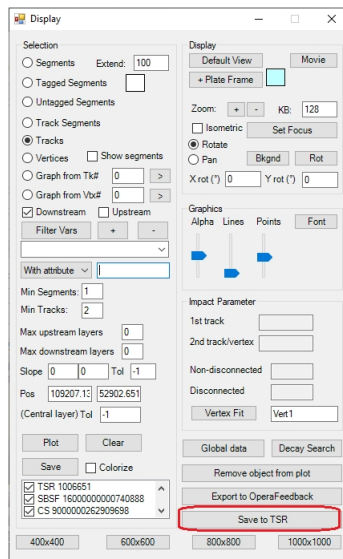 Display
Selection
Segments Extend: 100
Tagged Segments
Untagged Segments
Track Segments
Tracks
Vertices Show segments
Graph from Tk# 0 >
Graph from Vtx# 0 >
Downstream Upstream
Filter Vars + -
With attribute
Min Segments: 1
Min Tracks: 2
Max upstream layers 0
Max downstream layers 0
Slope 0 0 Tol -1
Pos 109207.13 52902.651
(Central layer) Tol -1
Plot Clear
Save Colorize
TSR 1006651
SBSF 16000000000740888
CS 9000000262909698
400x400 600x600 800x800 1000x1000
Display
Default View Movie
+ Plate Frame
Zoom: + - KB: 128
Isometric Set Focus
Rotate
Pan Bkgnd Rot
X rot (°) 0 Y rot (°) 0
Graphics
Alpha Lines Points Font
Impact Parameter
1st track
2nd track/vertex
Non-disconnected
Disconnected
Vertex Fit Vert1
Global data Decay Search
Remove object from plot
Export to OperaFeedback
Save to TSR